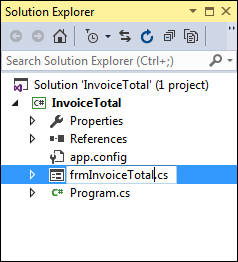 Solution Explorer
Search Solution Explorer (Ctrl+;)
Solution 'InvoiceTotal' (1 project)
C# InvoiceTotal
Properties
References
app.config
frmInvoiceTotal.cs
C# Program.cs